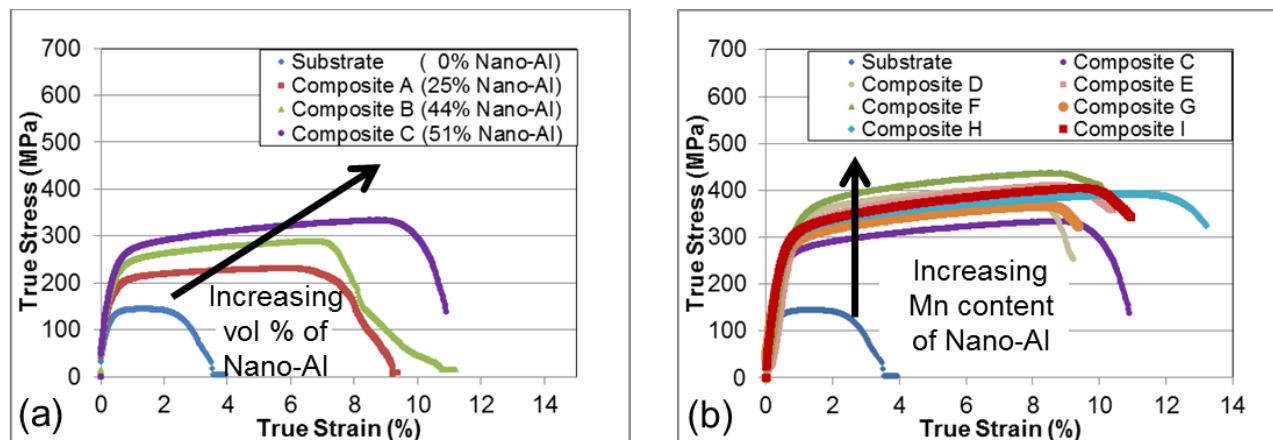 700
600
500
400
300
200
100
0
True Stress (MPa)
Substrate ( 0% Nano-Al)
Composite A (25% Nano-Al)
Composite B (44% Nano-Al)
Composite C (51% Nano-Al)
Increasing
vol % of
Nano-Al
0 2 4 6 8 10 12 14
True Strain (%)
(a)
700
600
500
400
300
200
100
0
True Stress (MPa)
Substrate Composite C
Composite D Composite E
Composite F Composite G
Composite H Composite I
Increasing
Mn content
of Nano-Al
0 2 4 6 8 10 12 14
True Strain (%)
(b)